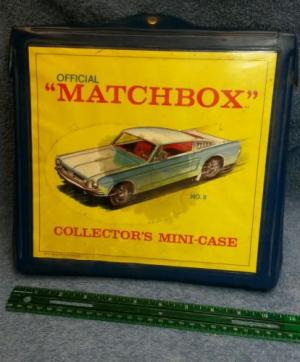 OFFICIAL
"MATCHBOX"
NO. 8
COLLECTOR'S MINI-CASE